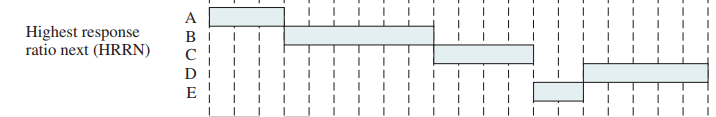 Highest response
ratio next (HRRN)
A
B
C
D
E